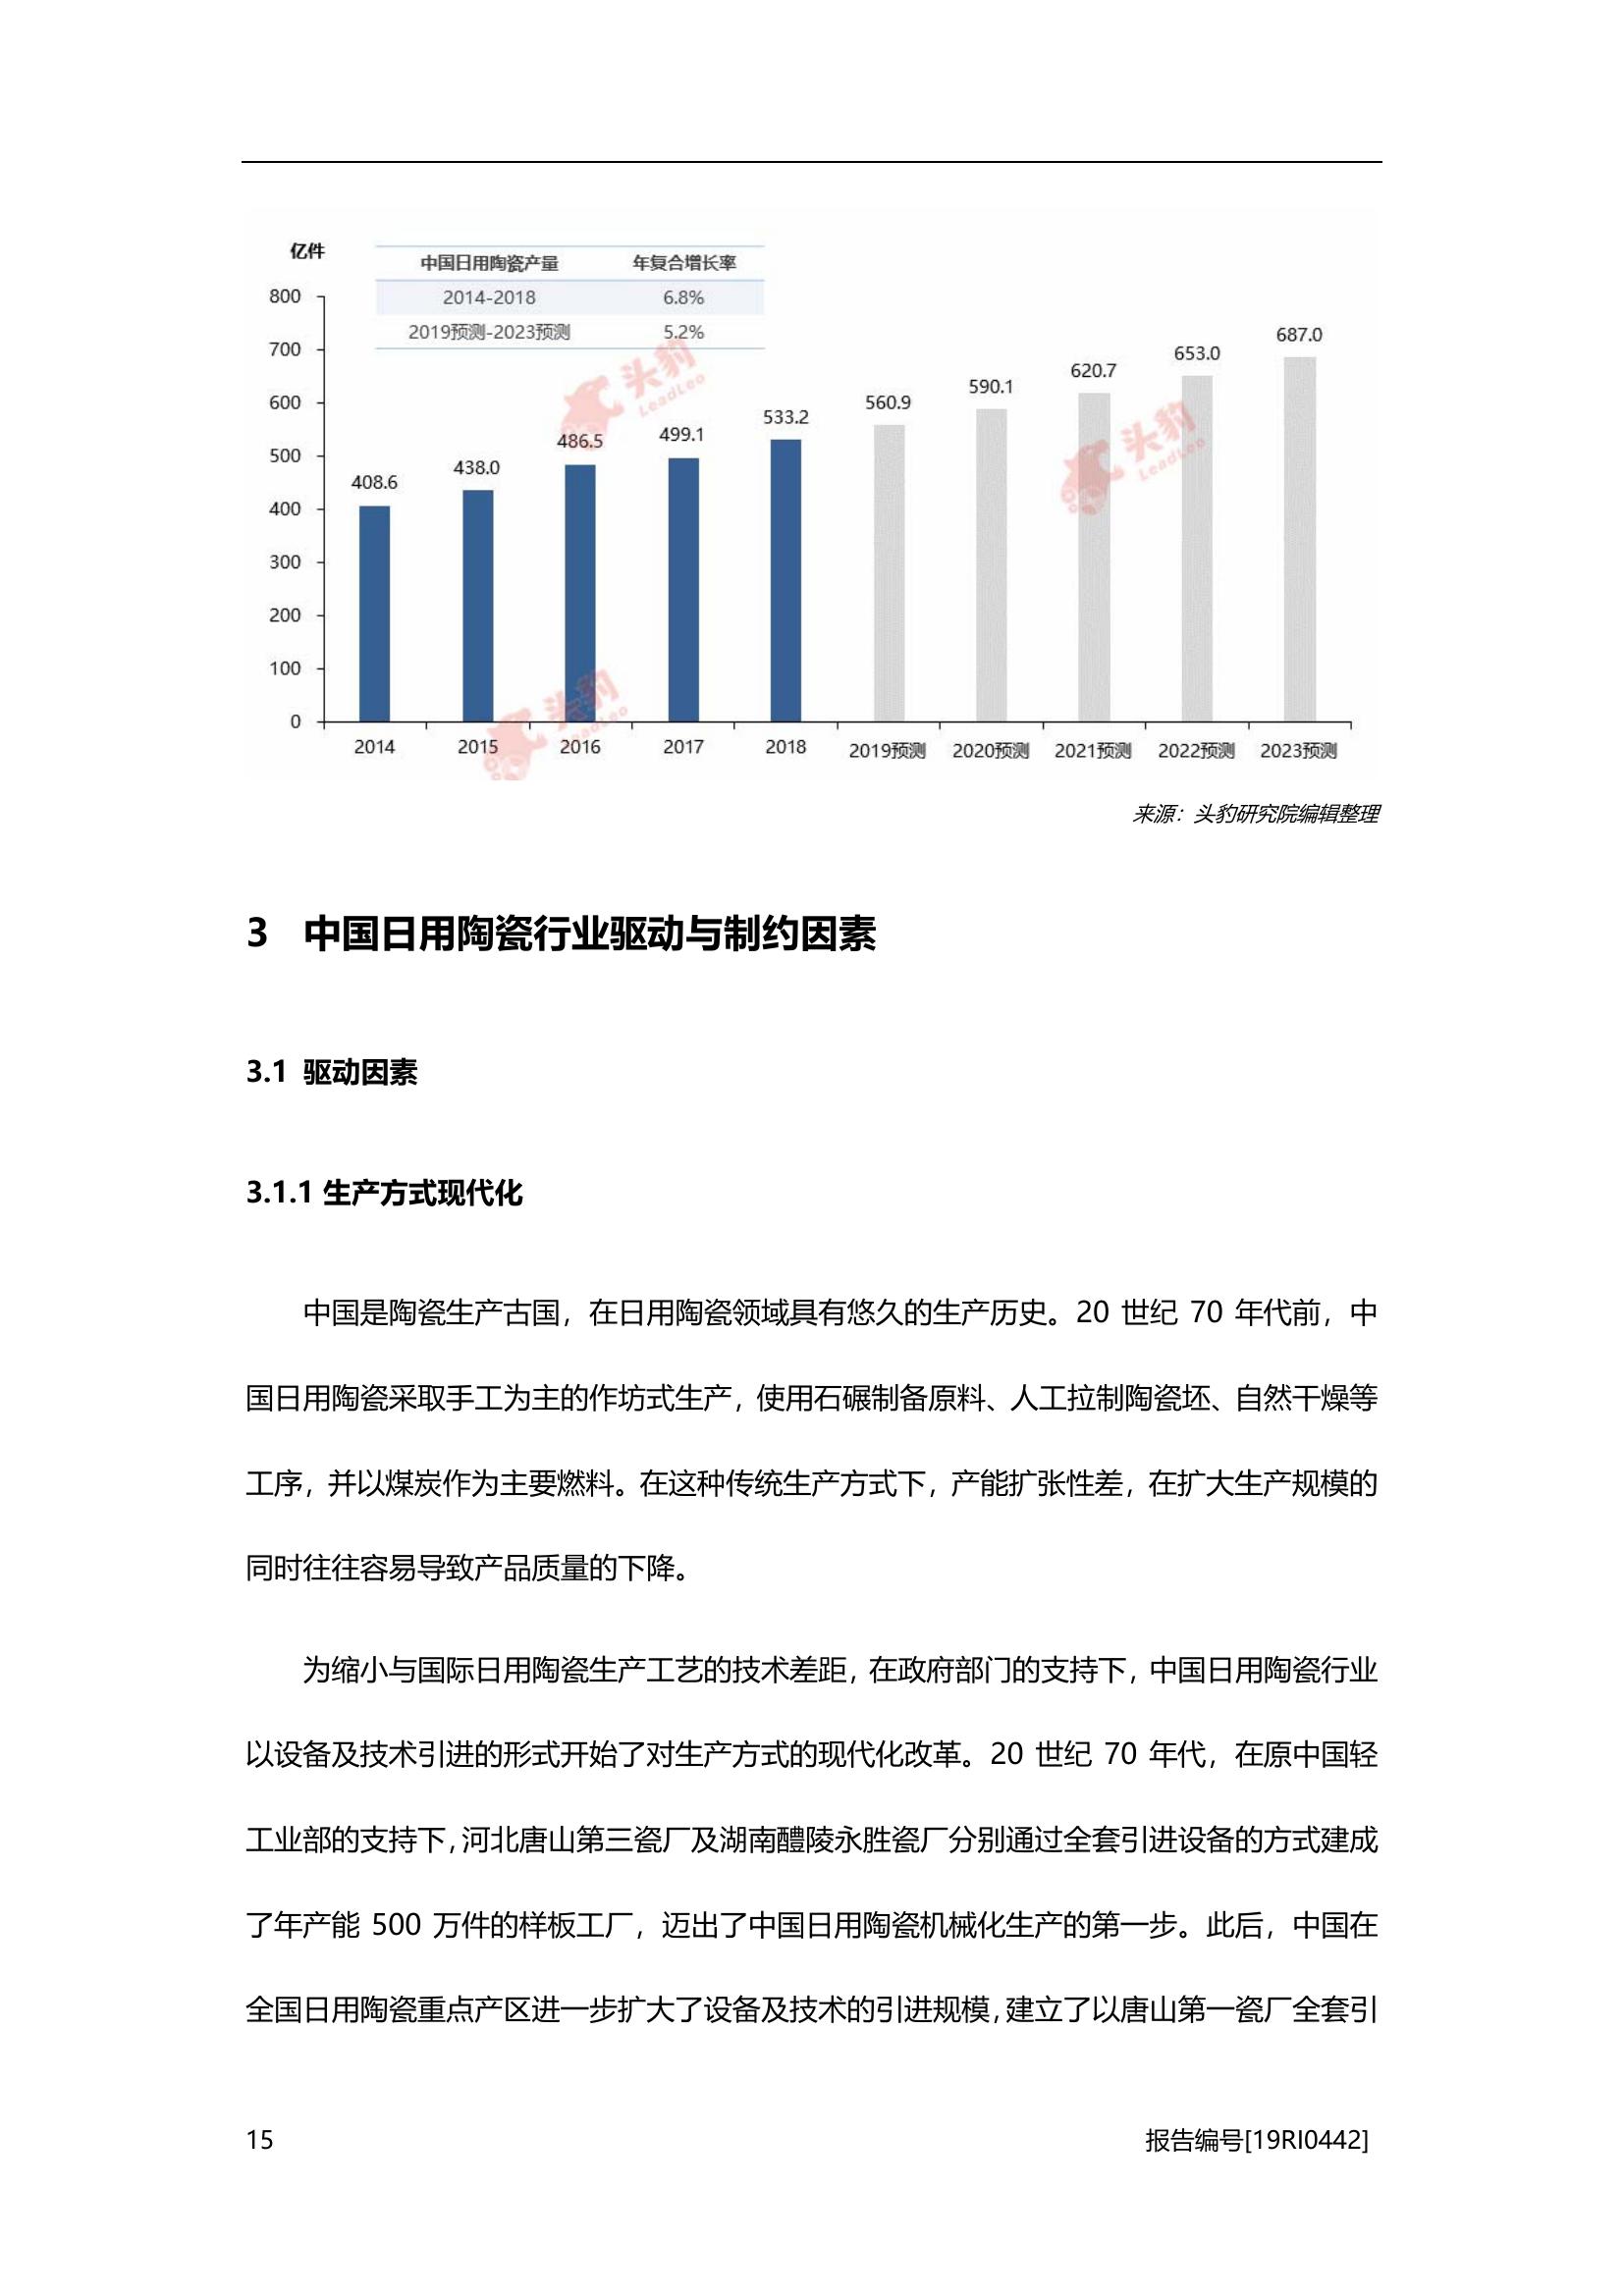 亿件
中国日用陶瓷产量 年复合增长率
2014-2018 6.8%
2019预测-2023预测 5.2%
800
700
600
500
400
300
200
100
0
408.6
438.0
486.5
499.1
533.2
560.9
590.1
620.7
653.0
687.0
2014 2015 2016 2017 2018 2019预测 2020预测 2021预测 2022预测 2023预测
头豹
LeadLeo
头豹
LeadLeo
头豹
LeadLeo
来源：头豹研究院编辑整理
3 中国日用陶瓷行业驱动与制约因素
3.1 驱动因素
3.1.1 生产方式现代化
中国是陶瓷生产古国，在日用陶瓷领域具有悠久的生产历史。20 世纪 70 年代前，中
国日用陶瓷采取手工为主的作坊式生产，使用石碾制备原料、人工拉制陶瓷坯、自然干燥等
工序，并以煤炭作为主要燃料。在这种传统生产方式下，产能扩张性差，在扩大生产规模的
同时往往容易导致产品质量的下降。
为缩小与国际日用陶瓷生产工艺的技术差距，在政府部门的支持下，中国日用陶瓷行业
以设备及技术引进的形式开始了对生产方式的现代化改革。20 世纪 70 年代，在原中国轻
工业部的支持下，河北唐山第三瓷厂及湖南醴陵永胜瓷厂分别通过全套引进设备的方式建成
了年产能 500 万件的样板工厂，迈出了中国日用陶瓷机械化生产的第一步。此后，中国在
全国日用陶瓷重点产区进一步扩大了设备及技术的引进规模，建立了以唐山第一瓷厂全套引
15 报告编号[19RI0442]